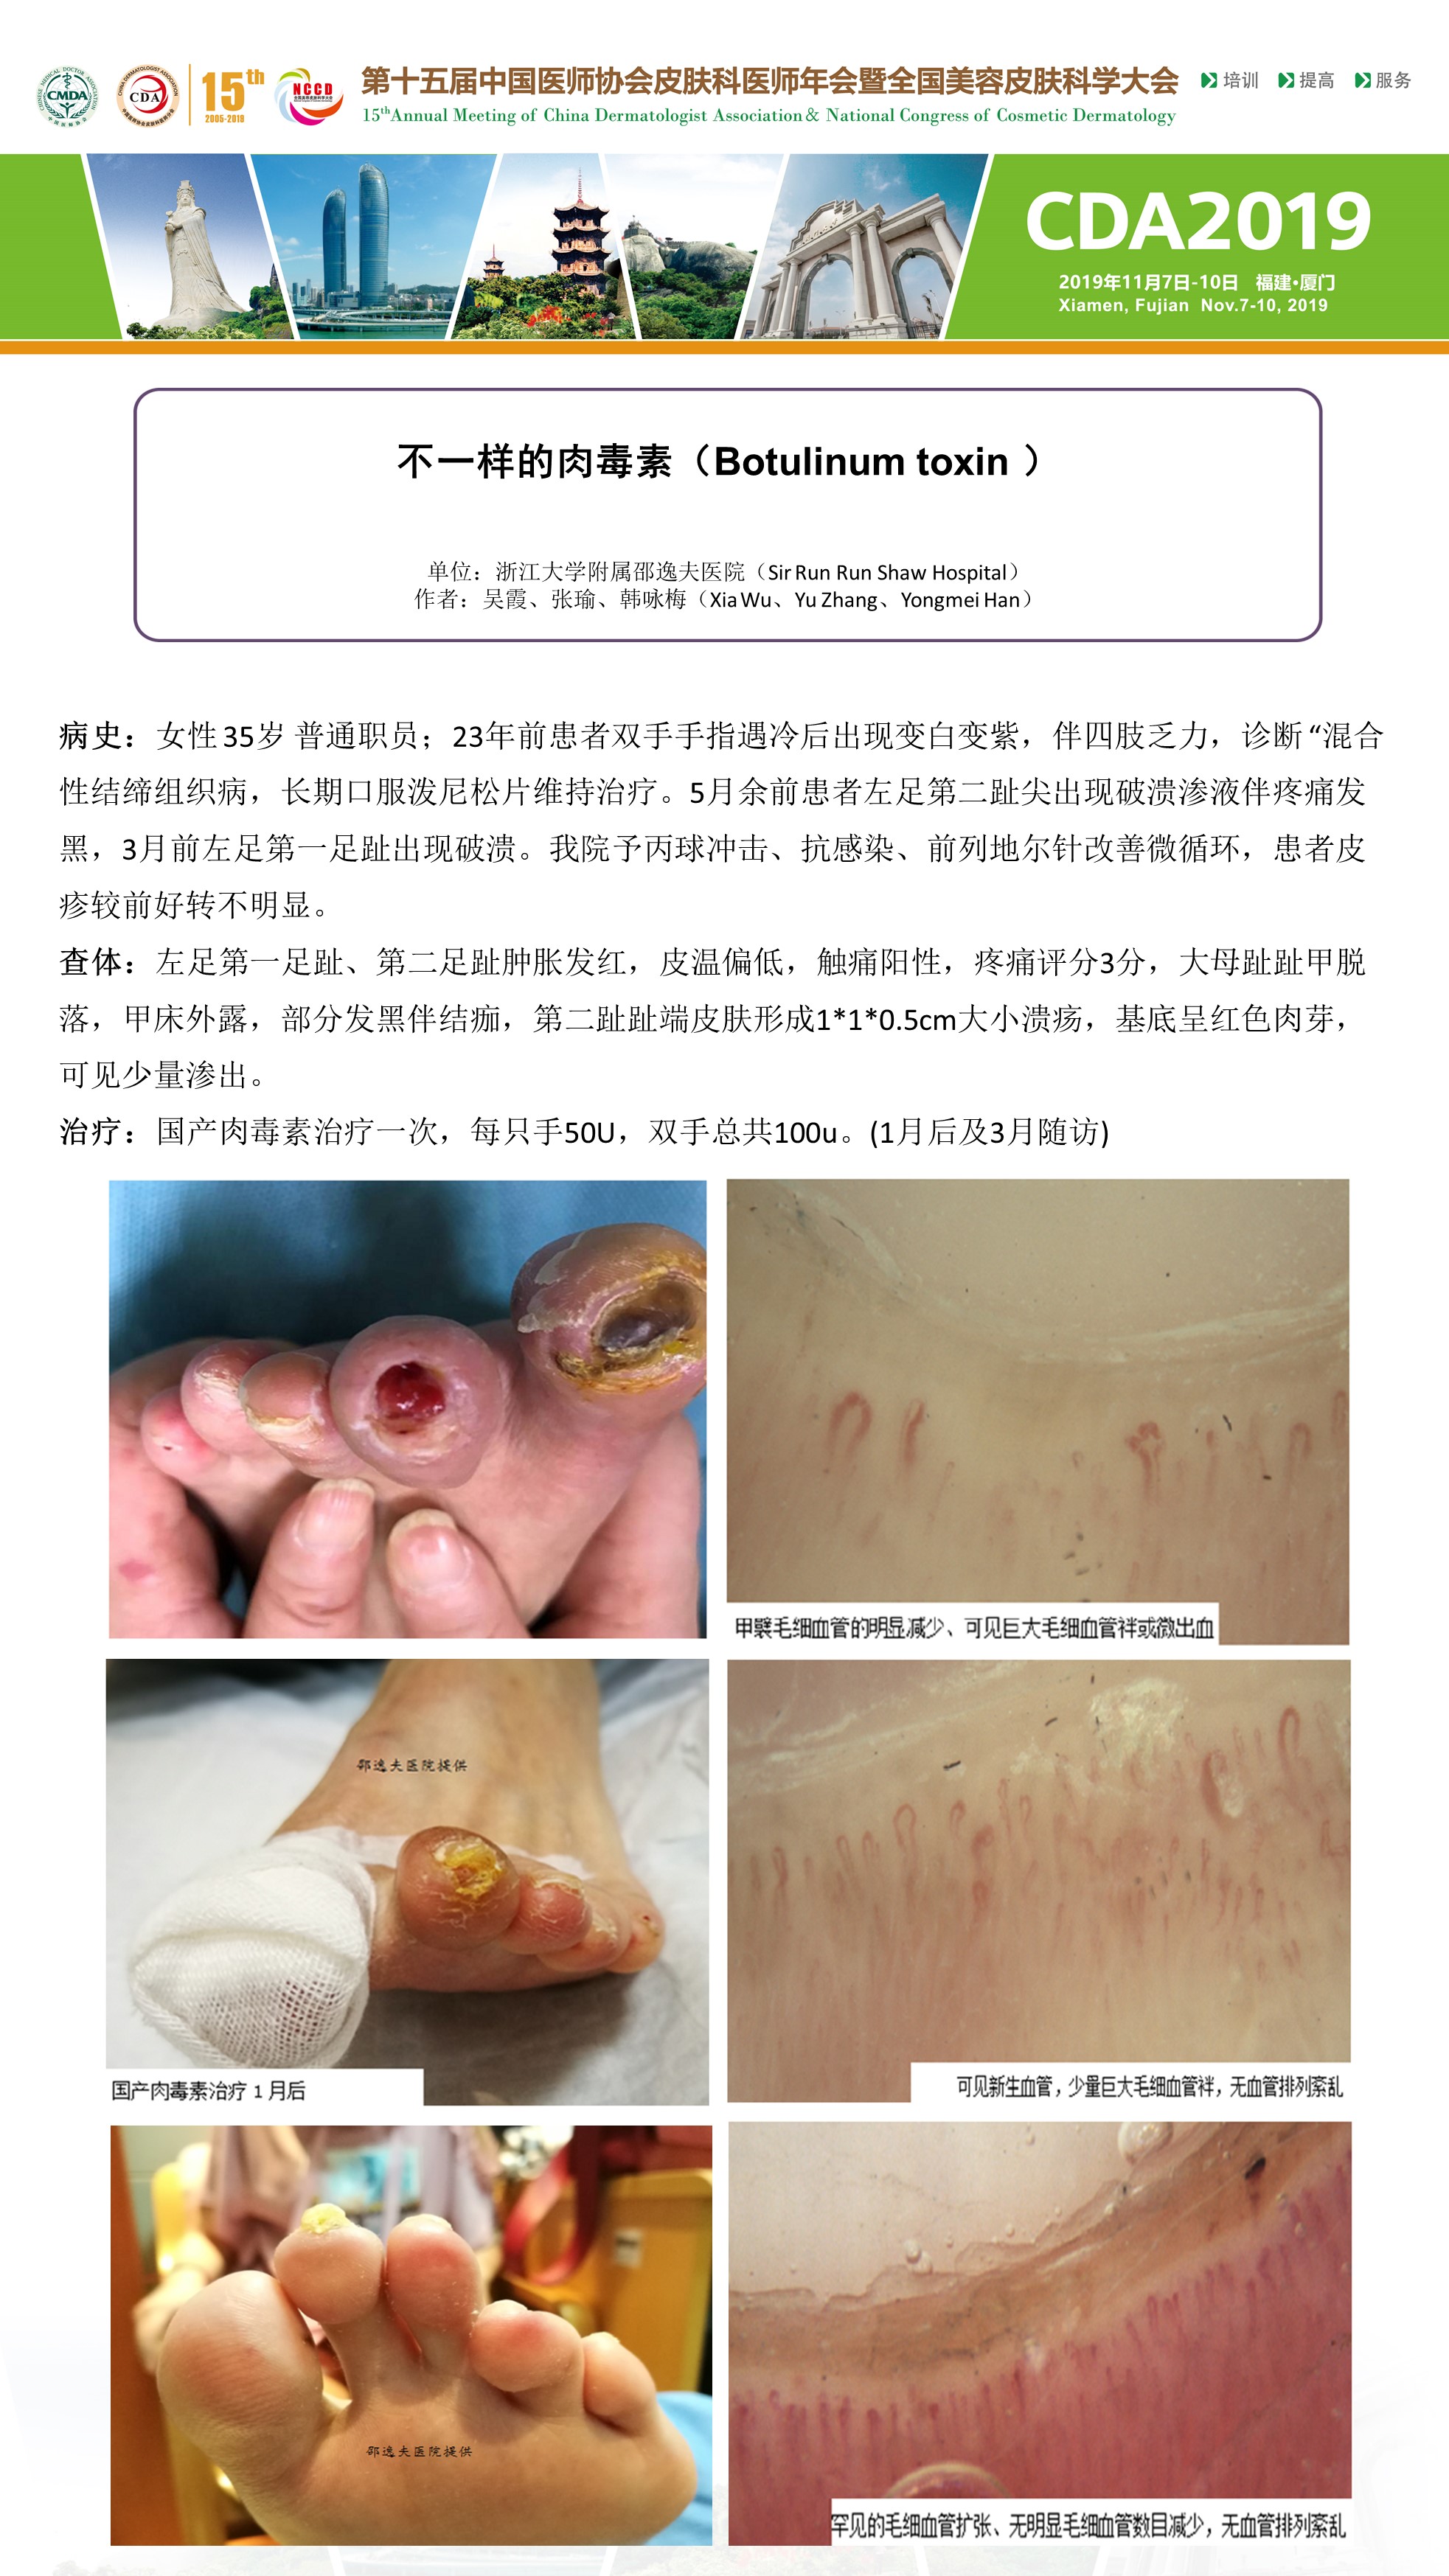 CMDA
CDA
15th
2005-2019
NCCD
第十五届中国医师协会皮肤科医师年会暨全国美容皮肤科学大会
15thAnnual Meeting of China Dermatologist Association& National Congress of Cosmetic Dermatology
培训 提高 服务
CDA2019
2019年11月7日-10日 福建•厦门
Xiamen, Fujian Nov.7-10, 2019
不一样的肉毒素（Botulinum toxin ）
单位：浙江大学附属邵逸夫医院（Sir Run Run Shaw Hospital）
作者：吴霞、张瑜、韩咏梅（Xia Wu、Yu Zhang、Yongmei Han）
病史：女性 35岁 普通职员；23年前患者双手手指遇冷后出现变白变紫，伴四肢乏力，诊断 “混合
性结缔组织病，长期口服泼尼松片维持治疗。5月余前患者左足第二趾尖出现破溃渗液伴疼痛发
黑，3月前左足第一足趾出现破溃。我院予丙球冲击、抗感染、前列地尔针改善微循环，患者皮
疹较前好转不明显。
查体：左足第一足趾、第二足趾肿胀发红，皮温偏低，触痛阳性，疼痛评分3分，大母趾趾甲脱
落，甲床外露，部分发黑伴结痂，第二趾趾端皮肤形成1*1*0.5cm大小溃疡，基底呈红色肉芽，
可见少量渗出。
治疗：国产肉毒素治疗一次，每只手50U，双手总共100u。(1月后及3月随访)
甲襞毛细血管的明显减少、可见巨大毛细血管袢或微出血
邵逸夫医院提供
国产肉毒素治疗 1 月后
可见新生血管，少量巨大毛细血管袢，无血管排列紊乱
邵逸夫医院提供
罕见的毛细血管扩张、无明显毛细血管数目减少，无血管排列紊乱